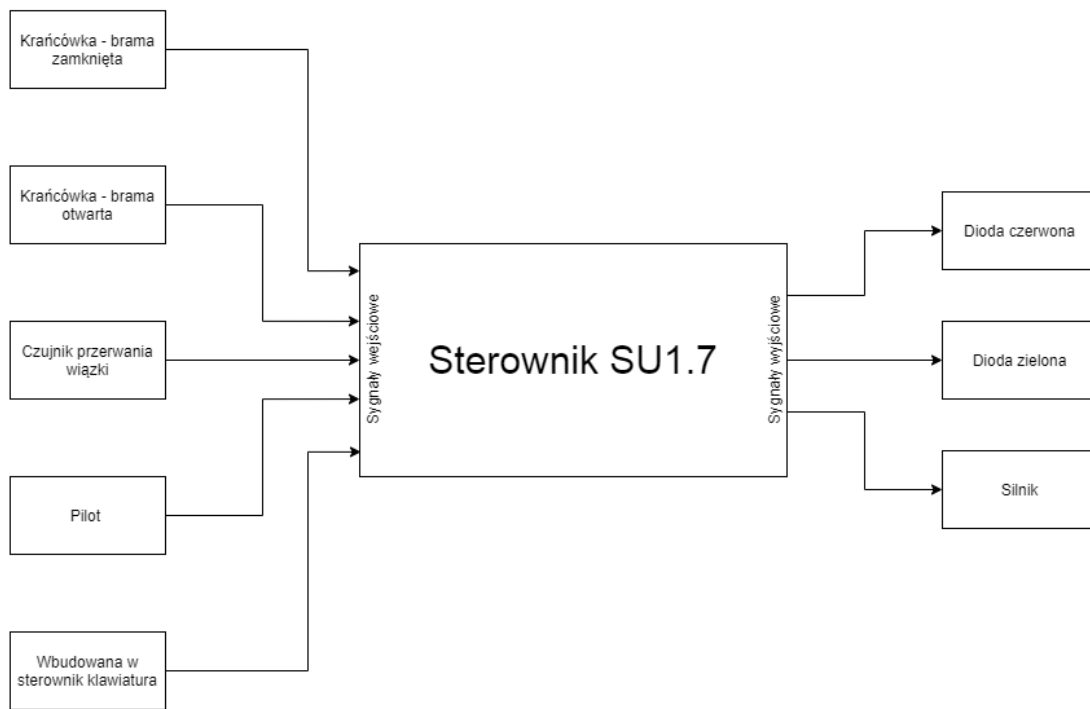 Krańcówka - brama
zamknięta
Krańcówka - brama
otwarta
Czujnik przerwania
wiązki
Pilot
Wbudowana w
sterownik klawiatura
Sygnały wejściowe
Sterownik SU1.7
Sygnały wyjściowe
Dioda czerwona
Dioda zielona
Silnik